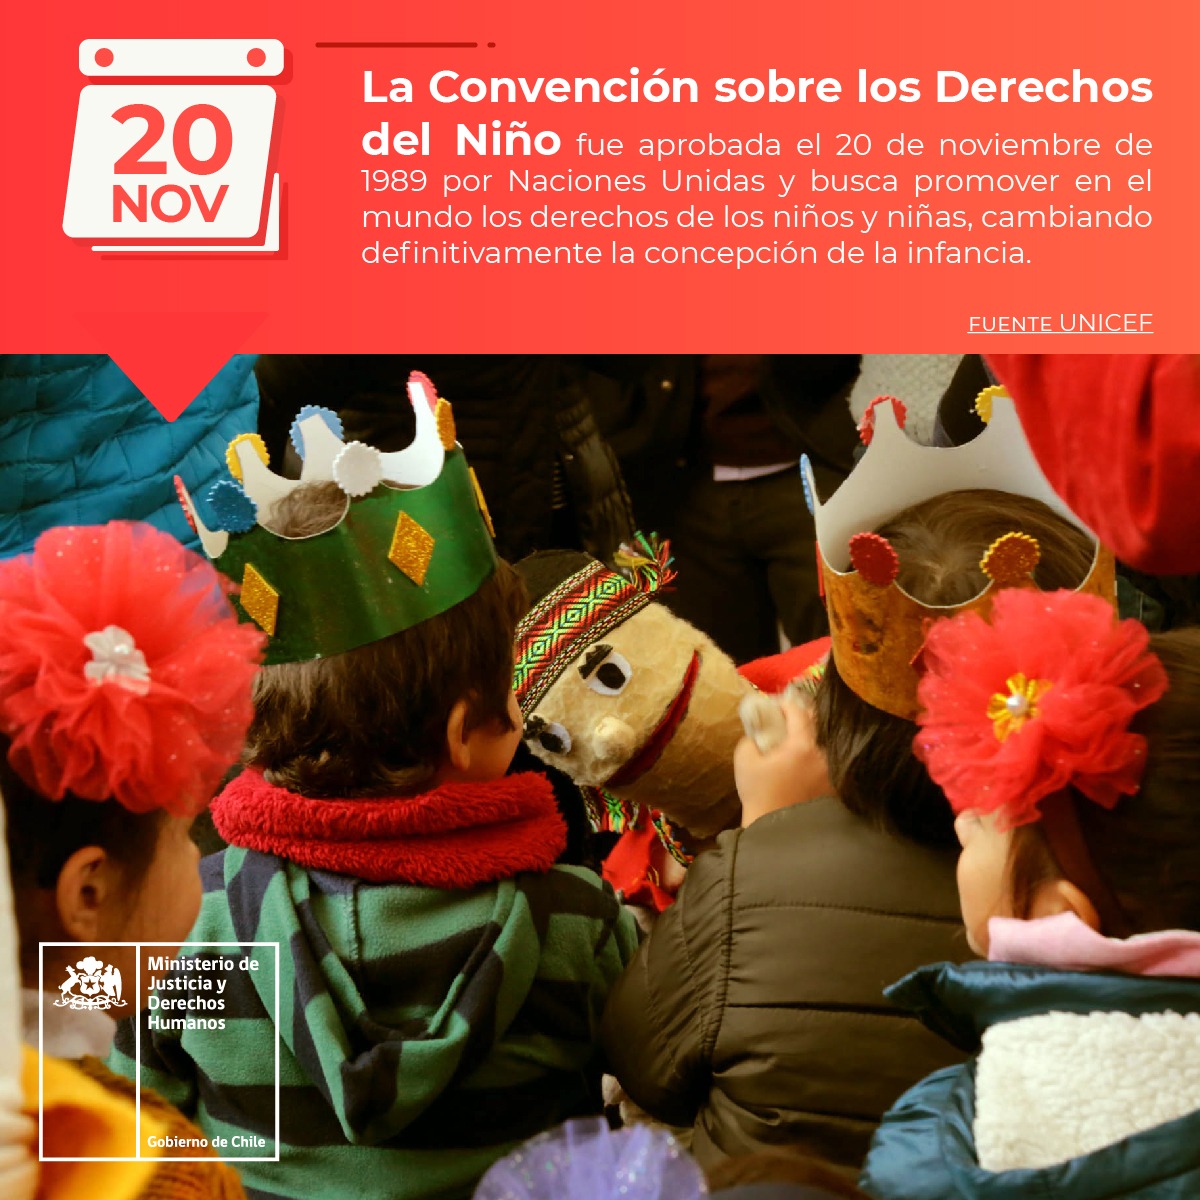 20
NOV
La Convención sobre los Derechos
del Niño fue aprobada el 20 de noviembre de
1989 por Naciones Unidas y busca promover en el
mundo los derechos de los niños y niñas, cambiando
definitivamente la concepción de la infancia.
FUENTE UNICEF
Ministerio de
Justicia y
Derechos
Humanos
Gobierno de Chile